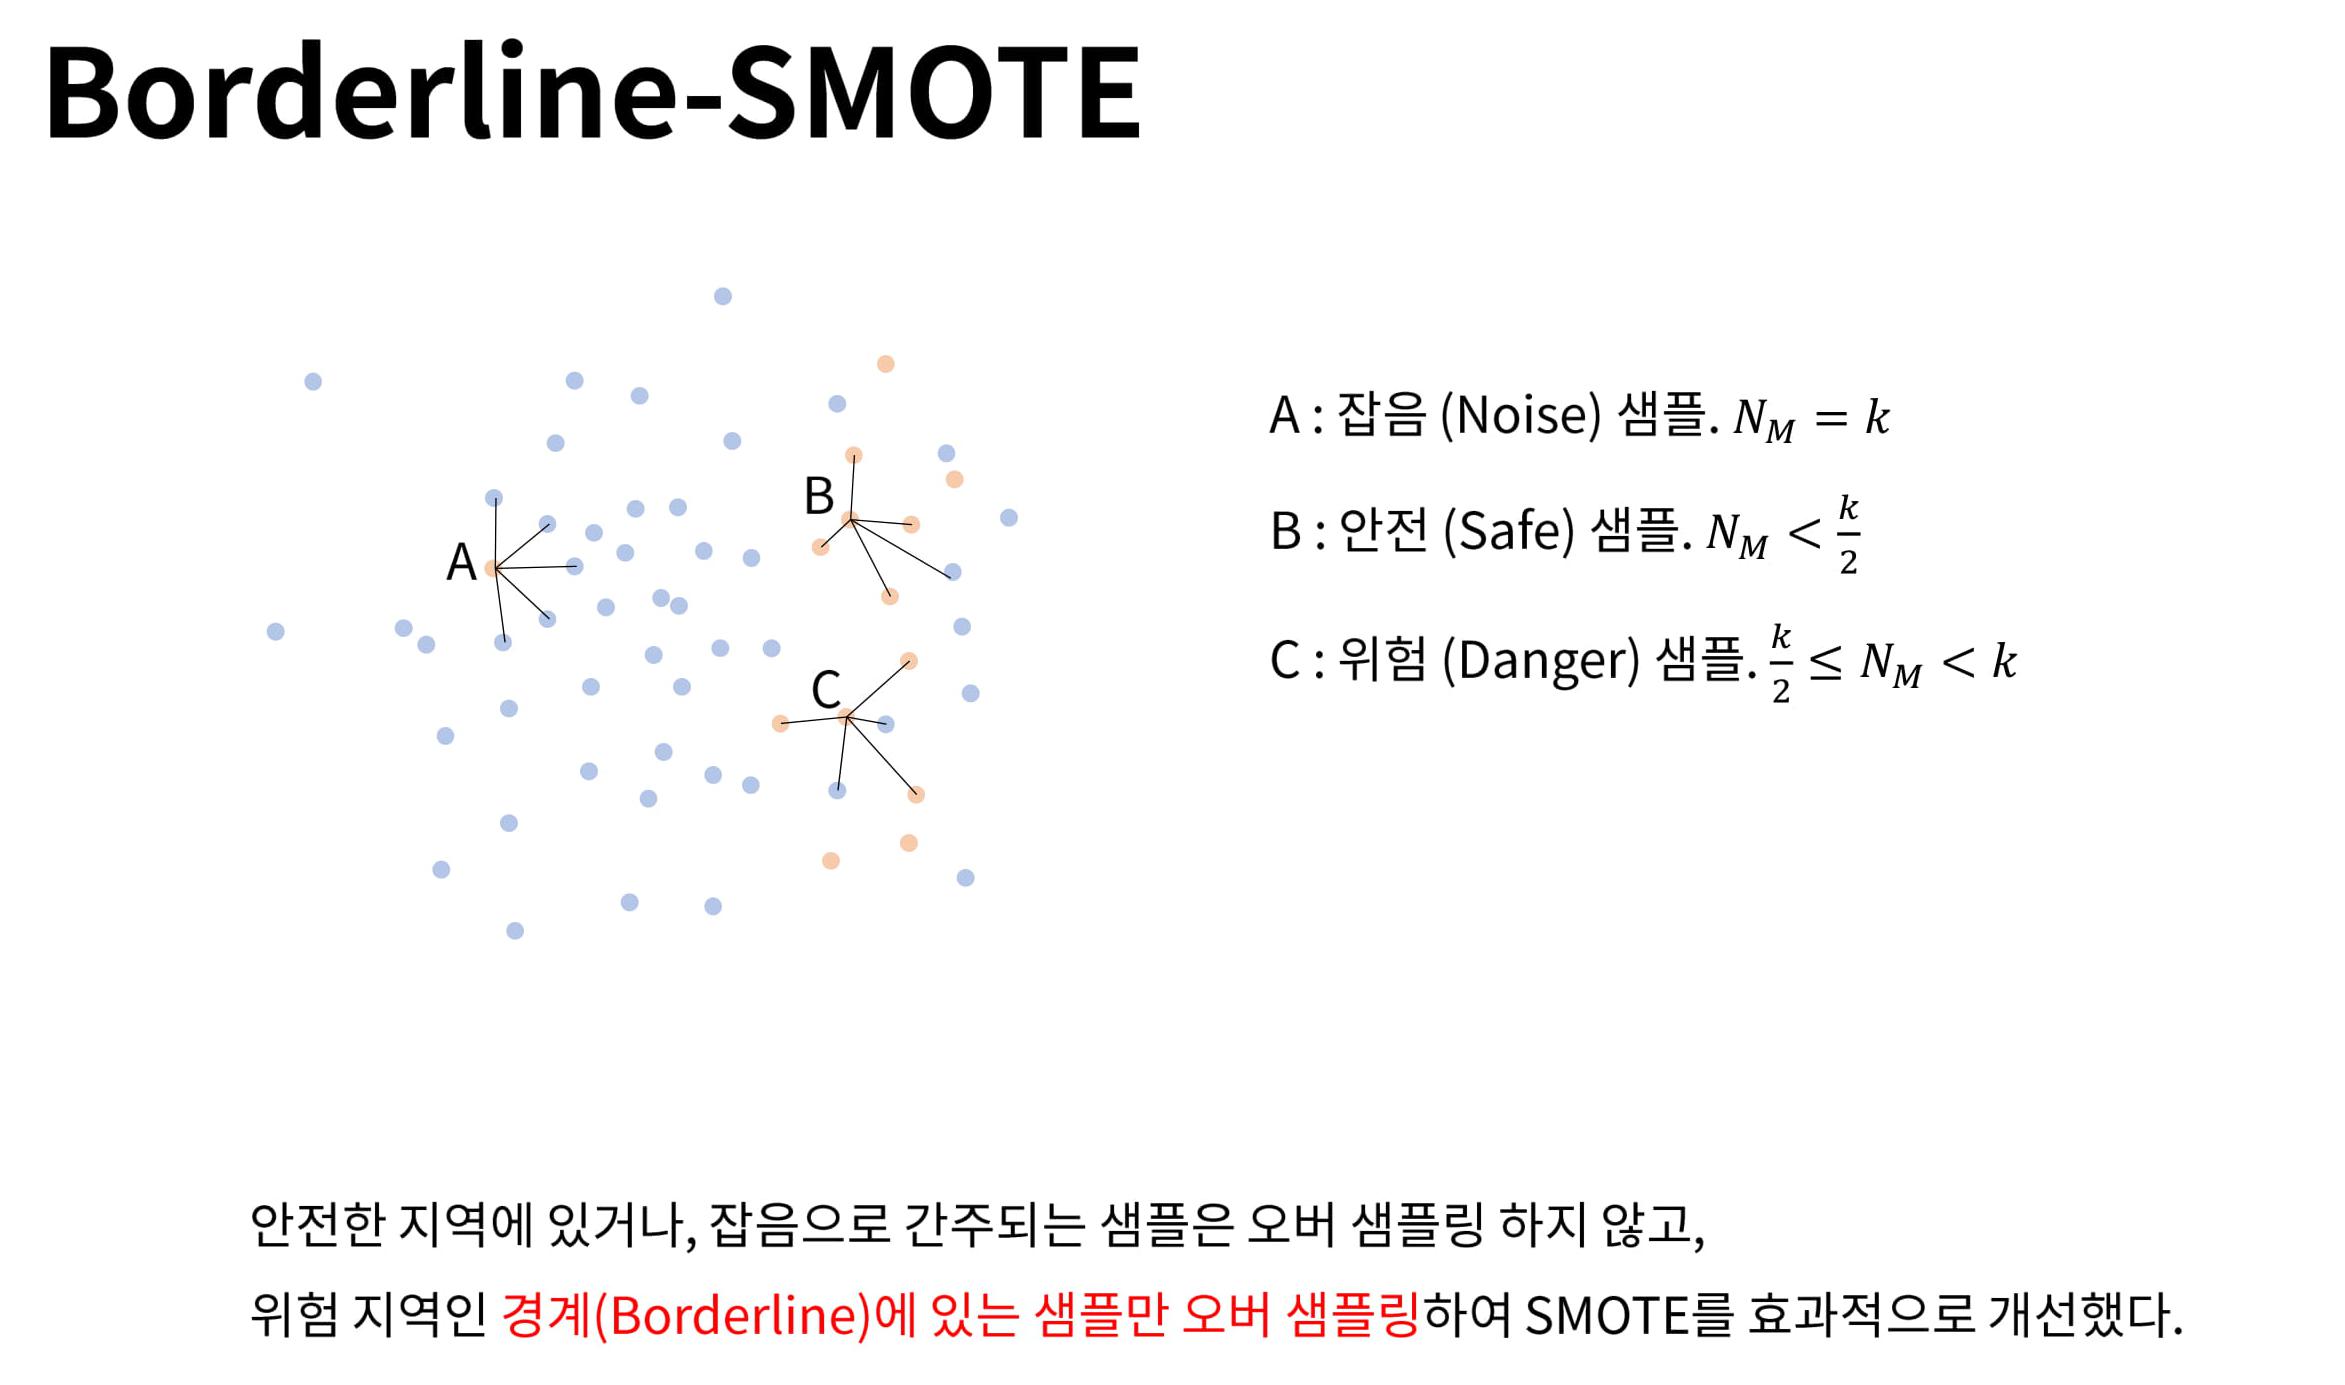 Borderline-SMOTE
A : 잡음 (Noise) 샘플. N_M = k
B : 안전 (Safe) 샘플. N_M < k/2
C : 위험 (Danger) 샘플. k/2 ≤ N_M < k
A
B
C
안전한 지역에 있거나, 잡음으로 간주되는 샘플은 오버 샘플링 하지 않고,
위험 지역인 경계(Borderline)에 있는 샘플만 오버 샘플링하여 SMOTE를 효과적으로 개선했다.